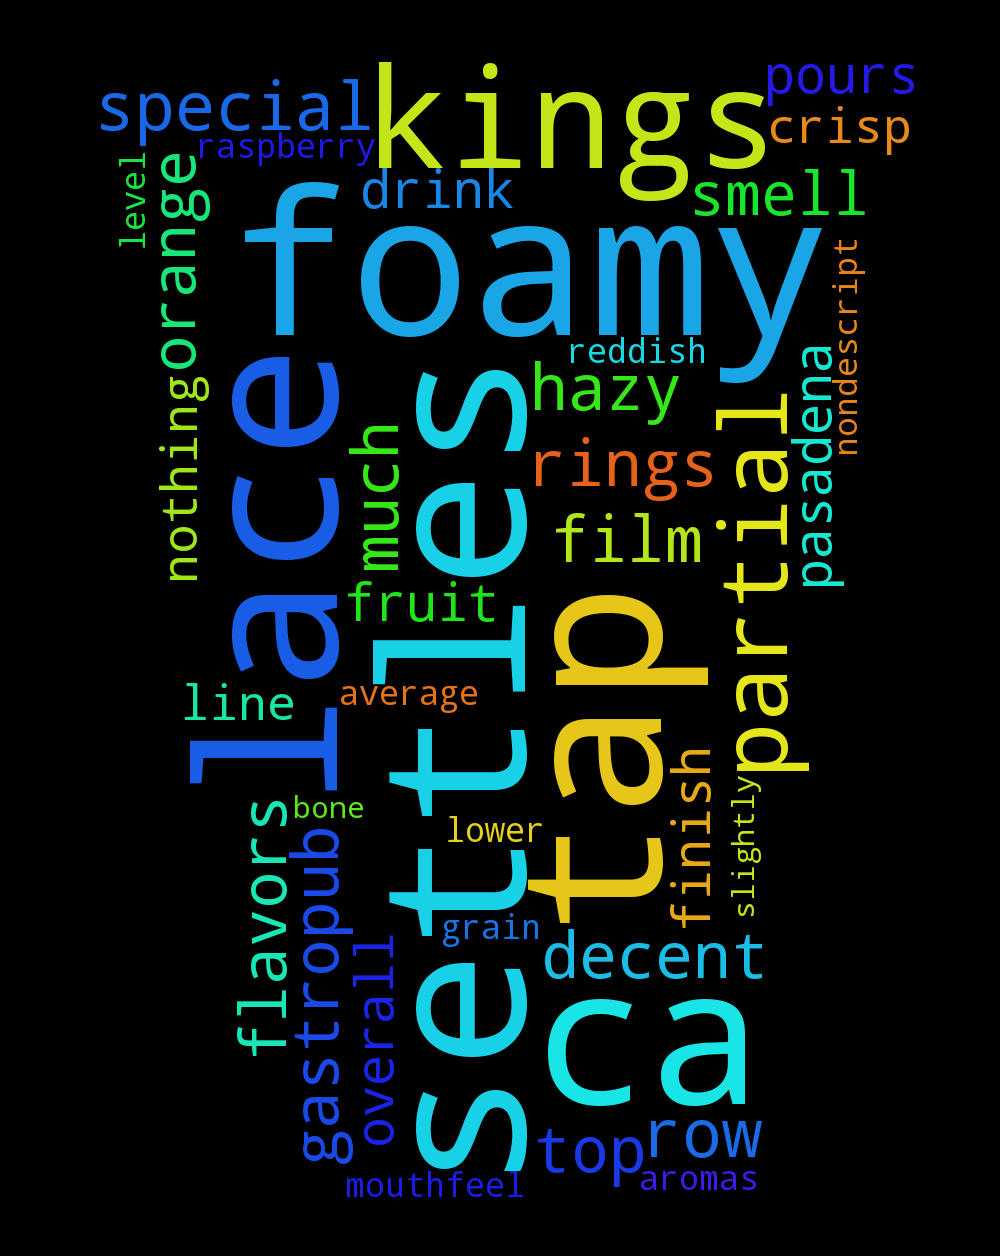 kings
pours
special
crisp
raspberry
level
drink
smell
orange
foamy
nondescript
reddish
pasadena
hazy
lace
settles
nothing
much
partial
rings
film
fruit
tap
line
average
finish
slightly
bone
flavors
lower
gastropub
grain
overall
decent
ca
row
top
aromas
mouthfeel